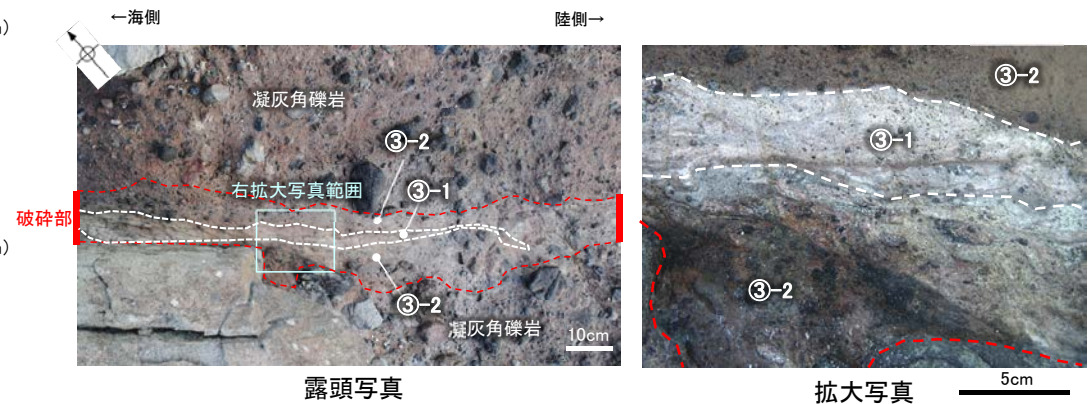 ←海側
陸側→
凝灰角礫岩
③-2
③-1
右拡大写真範囲
破砕部
③-2
凝灰角礫岩
10cm
露頭写真
③-2
③-1
③-2
拡大写真
5cm